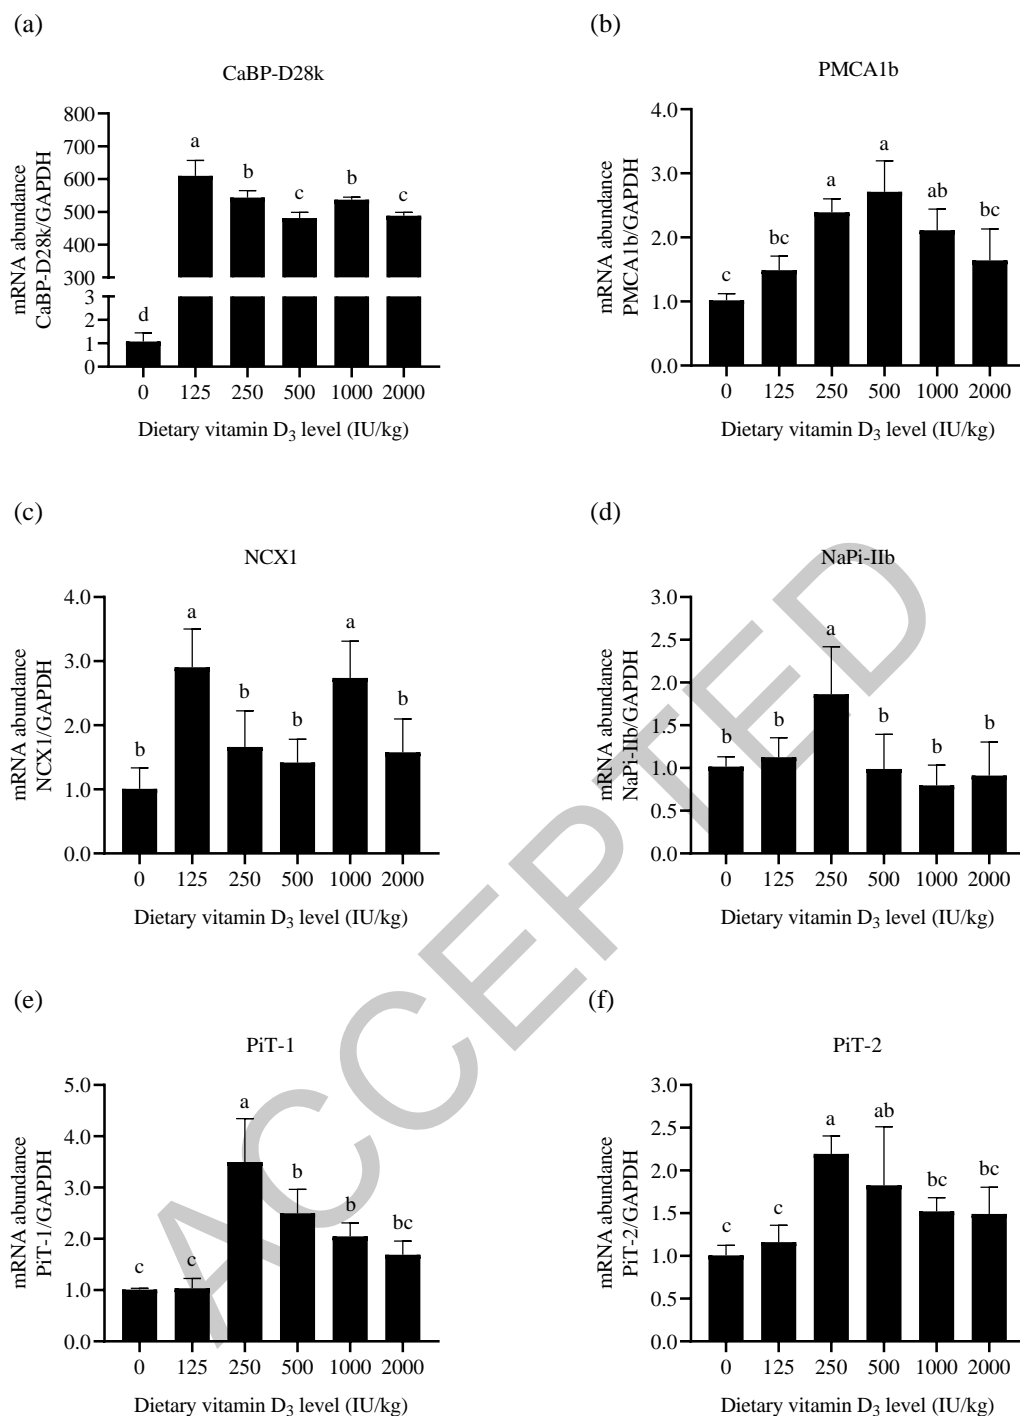 (a)
CaBP-D28k
mRNA abundance
CaBP-D28k/GAPDH
800
700
600
500
400
300
3
2
1
0
a
b
c
b
c
d
0 125 250 500 1000 2000
Dietary vitamin D3 level (IU/kg)
(b)
PMCA1b
mRNA abundance
PMCA1b/GAPDH
4.0
3.0
2.0
1.0
0.0
c
bc
a
a
ab
bc
0 125 250 500 1000 2000
Dietary vitamin D3 level (IU/kg)
(c)
NCX1
mRNA abundance
NCX1/GAPDH
4.0
3.0
2.0
1.0
0.0
b
a
b
b
a
b
0 125 250 500 1000 2000
Dietary vitamin D3 level (IU/kg)
(d)
NaPi-IIb
mRNA abundance
NaPi-IIb/GAPDH
3.0
2.5
2.0
1.5
1.0
0.5
0.0
b
b
a
b
b
b
0 125 250 500 1000 2000
Dietary vitamin D3 level (IU/kg)
(e)
PiT-1
mRNA abundance
PiT-1/GAPDH
5.0
4.0
3.0
2.0
1.0
0.0
c
c
a
b
b
bc
0 125 250 500 1000 2000
Dietary vitamin D3 level (IU/kg)
(f)
PiT-2
mRNA abundance
PiT-2/GAPDH
3.0
2.5
2.0
1.5
1.0
0.5
0.0
c
c
a
ab
bc
bc
0 125 250 500 1000 2000
Dietary vitamin D3 level (IU/kg)
ACCEPTED